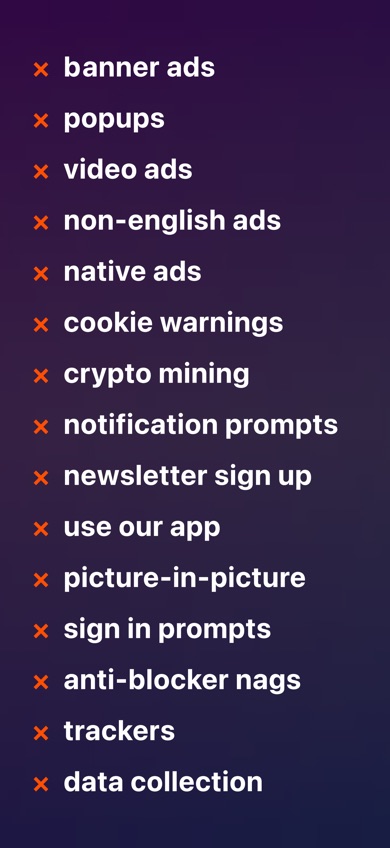 × banner ads
× popups
× video ads
× non-english ads
× native ads
× cookie warnings
× crypto mining
× notification prompts
× newsletter sign up
× use our app
× picture-in-picture
× sign in prompts
× anti-blocker nags
× trackers
× data collection